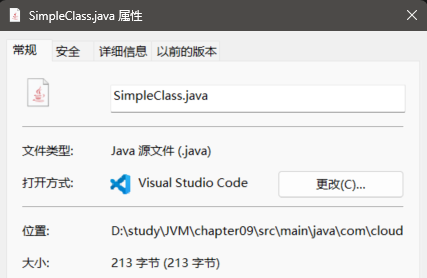 SimpleClass.java 属性
常规 安全 详细信息 以前的版本
SimpleClass.java
文件类型: Java 源文件 (.java)
打开方式: Visual Studio Code 更改(C)...
位置: D:\study\JVM\chapter09\src\main\java\com\cloud
大小: 213 字节 (213 字节)